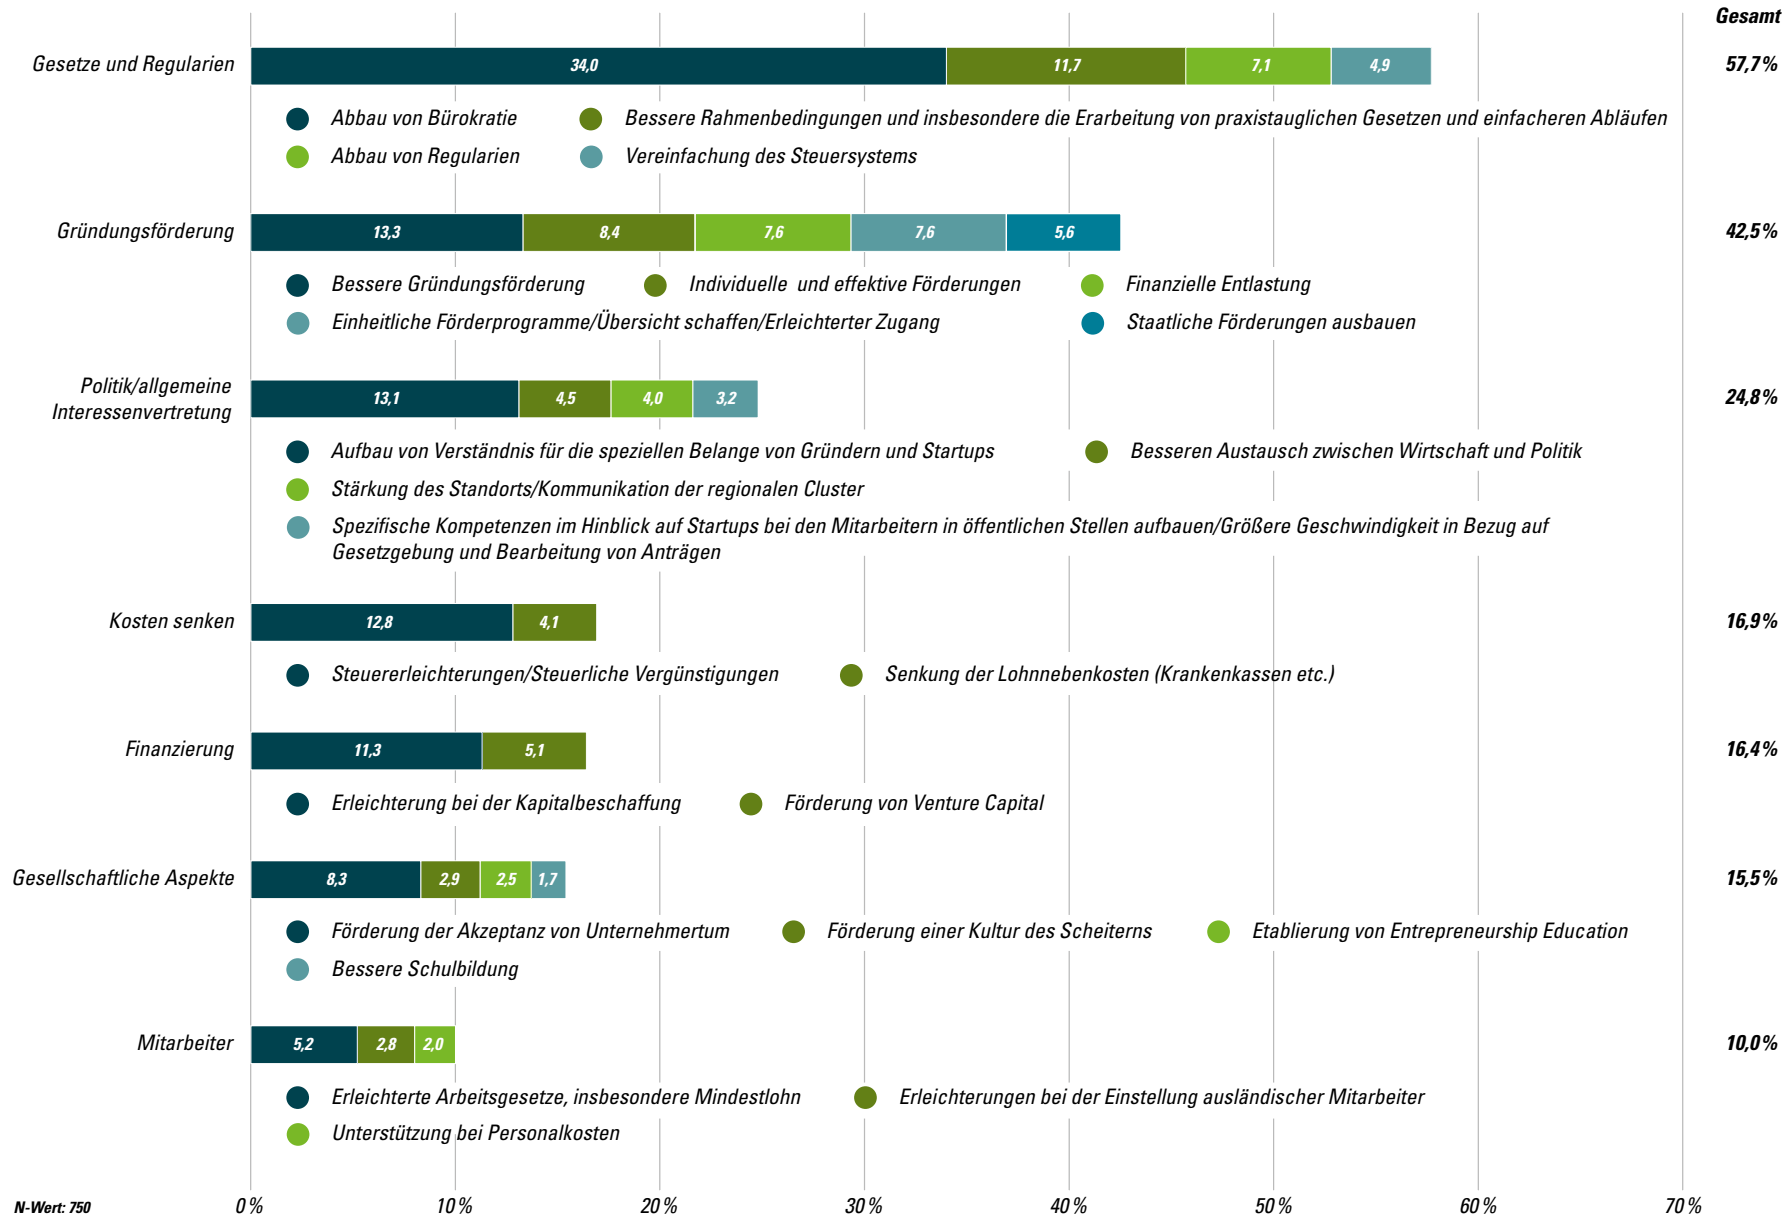 Gesamt
Gesetze und Regularien 34,0 11,7 7,1 4,9 57,7%
Abbau von Bürokratie Bessere Rahmenbedingungen und insbesondere die Erarbeitung von praxistauglichen Gesetzen und einfacheren Abläufen
Abbau von Regularien Vereinfachung des Steuersystems
Gründungsförderung 13,3 8,4 7,6 7,6 5,6 42,5%
Bessere Gründungsförderung Individuelle und effektive Förderungen Finanzielle Entlastung
Einheitliche Förderprogramme/Übersicht schaffen/Erleichterter Zugang Staatliche Förderungen ausbauen
Politik/allgemeine
Interessenvertretung 13,1 4,5 4,0 3,2 24,8%
Aufbau von Verständnis für die speziellen Belange von Gründern und Startups Besseren Austausch zwischen Wirtschaft und Politik
Stärkung des Standorts/Kommunikation der regionalen Cluster
Spezifische Kompetenzen im Hinblick auf Startups bei den Mitarbeitern in öffentlichen Stellen aufbauen/Größere Geschwindigkeit in Bezug auf
Gesetzgebung und Bearbeitung von Anträgen
Kosten senken 12,8 4,1 16,9%
Steuererleichterungen/Steuerliche Vergünstigungen Senkung der Lohnnebenkosten (Krankenkassen etc.)
Finanzierung 11,3 5,1 16,4%
Erleichterung bei der Kapitalbeschaffung Förderung von Venture Capital
Gesellschaftliche Aspekte 8,3 2,9 2,5 1,7 15,5%
Förderung der Akzeptanz von Unternehmertum Förderung einer Kultur des Scheiterns Etablierung von Entrepreneurship Education
Bessere Schulbildung
Mitarbeiter 5,2 2,8 2,0 10,0%
Erleichterte Arbeitsgesetze, insbesondere Mindestlohn Erleichterungen bei der Einstellung ausländischer Mitarbeiter
Unterstützung bei Personalkosten
N-Wert: 750 0% 10% 20% 30% 40% 50% 60% 70%